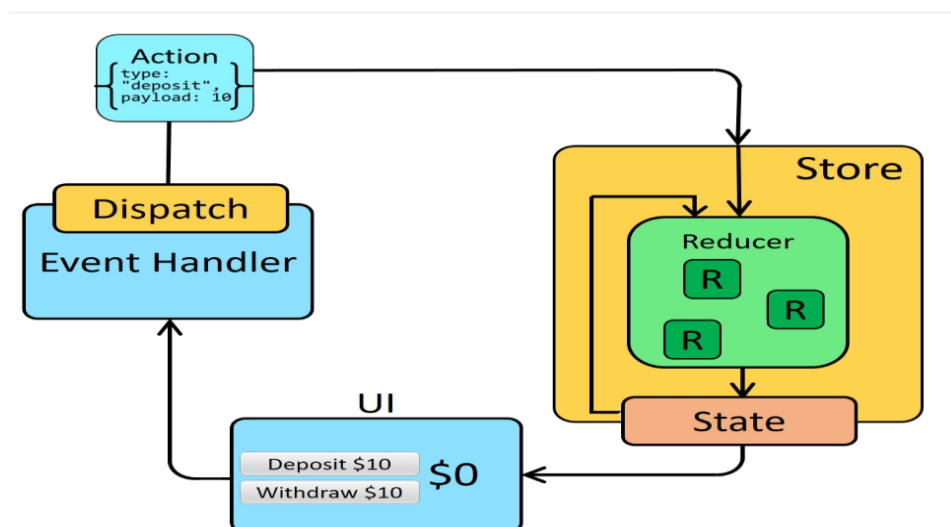 Action
{type:
"deposit",
payload: 10}
Dispatch
Event Handler
Store
Reducer
R
R
R
State
UI
Deposit $10
Withdraw $10
$0